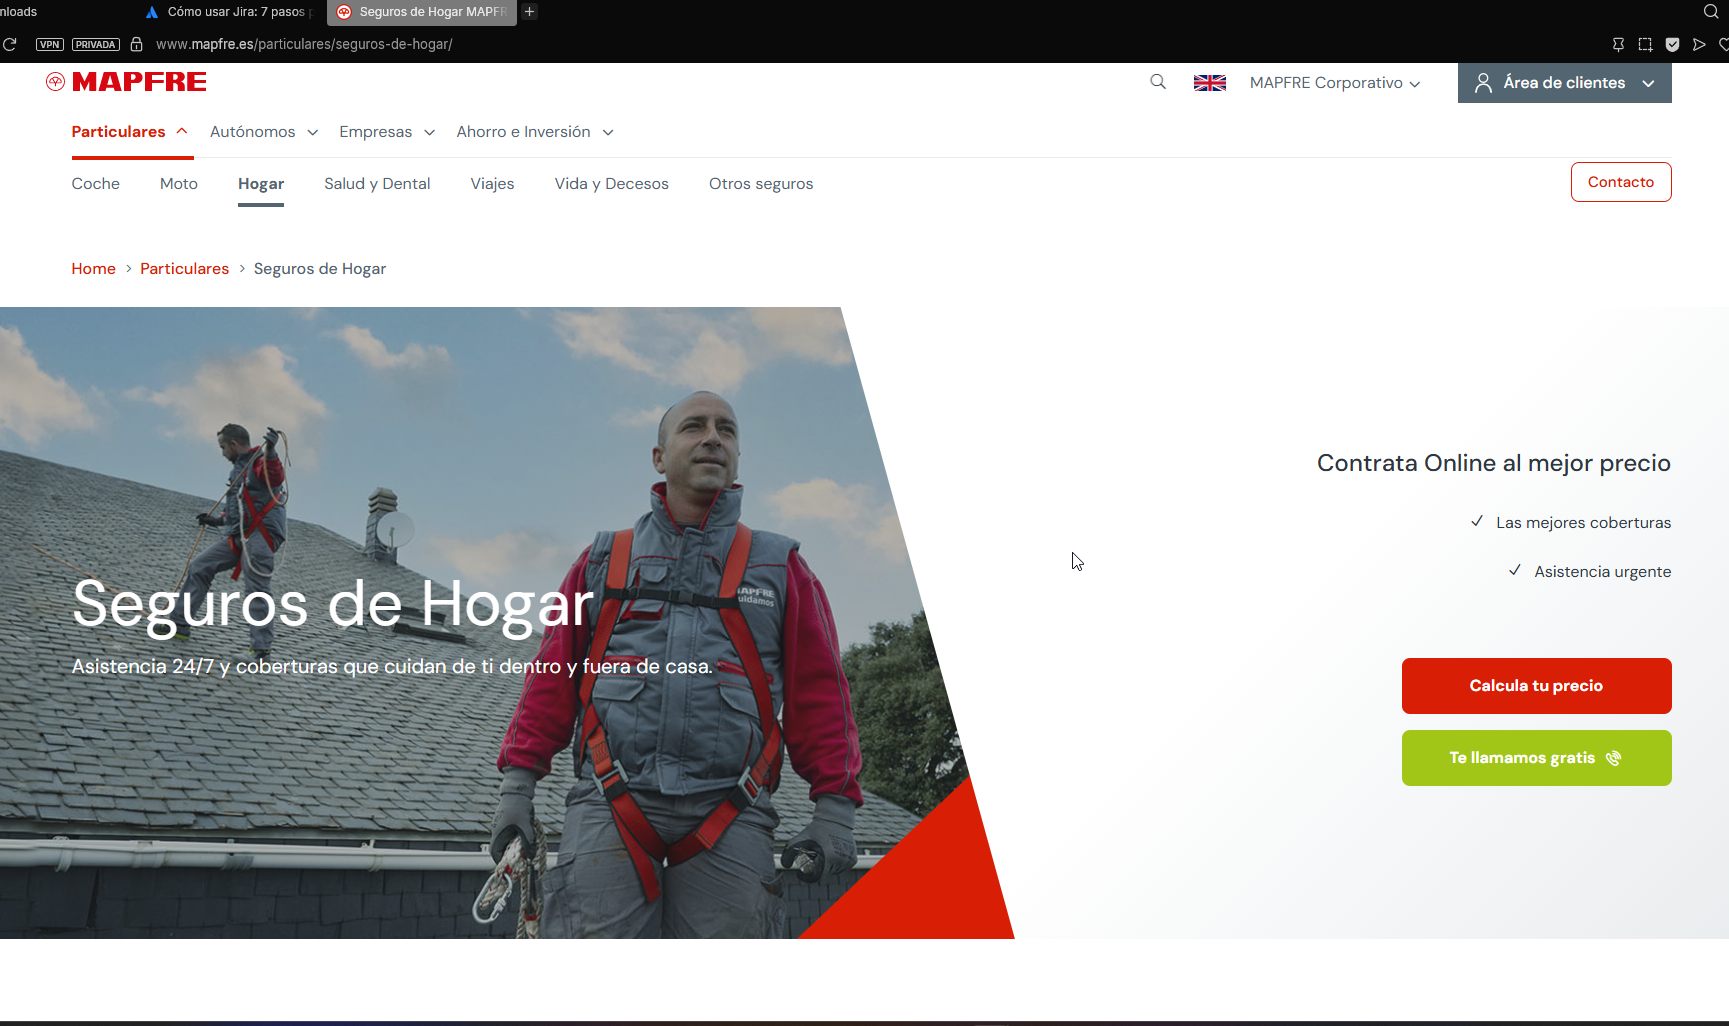 nloads
Cómo usar Jira: 7 pasos
Seguros de Hogar MAPFR
VPN PRIVADA www.mapfre.es/particulares/seguros-de-hogar/
MAPFRE
MAPFRE Corporativo
Área de clientes
Particulares Autónomos Empresas Ahorro e Inversión
Coche Moto Hogar Salud y Dental Viajes Vida y Decesos Otros seguros
Contacto
Home > Particulares > Seguros de Hogar
Seguros de Hogar
Asistencia 24/7 y coberturas que cuidan de ti dentro y fuera de casa.
MAPFRE
uidamos
Contrata Online al mejor precio
Las mejores coberturas
Asistencia urgente
Calcula tu precio
Te llamamos gratis